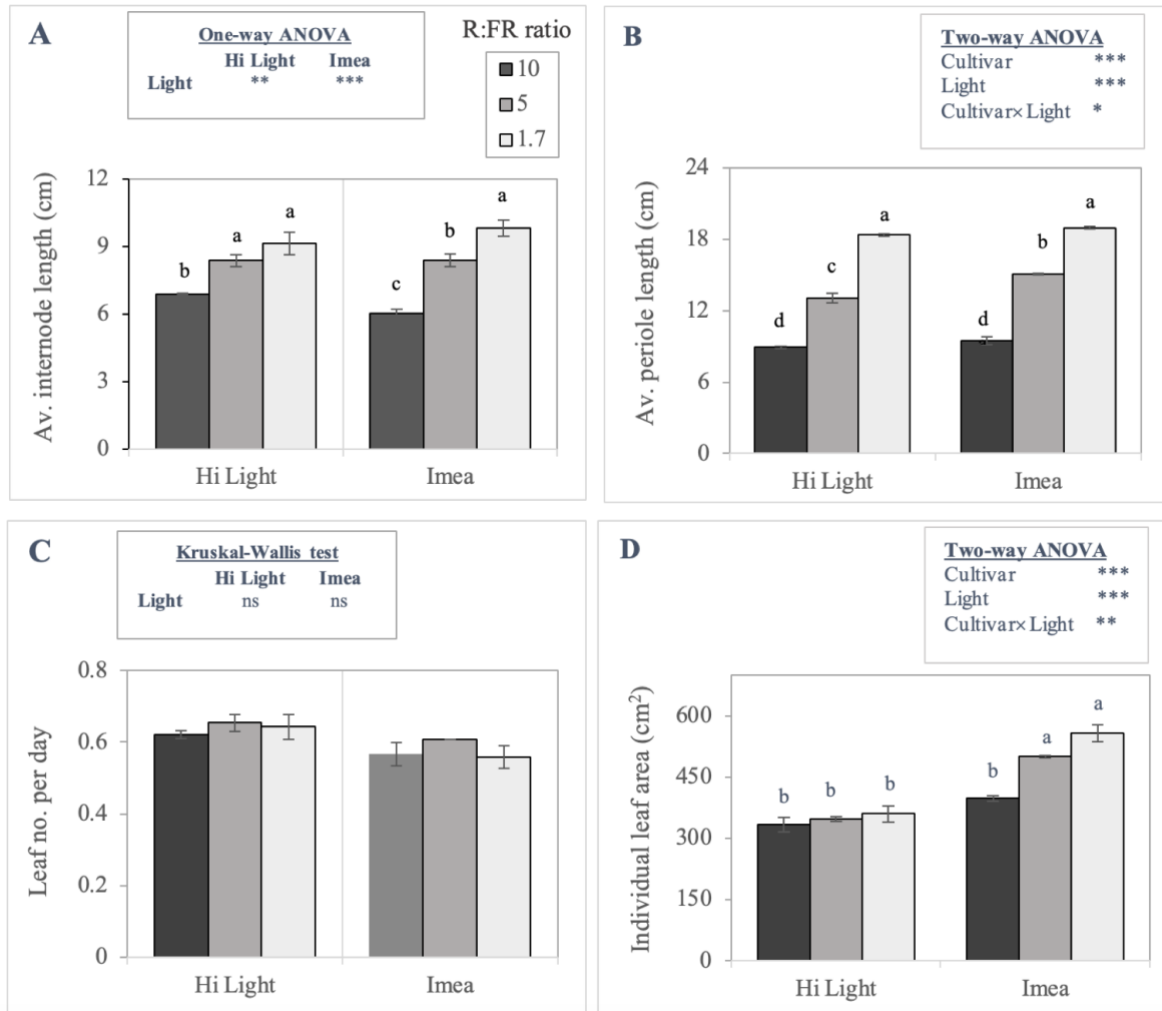 A
One-way ANOVA
Hi Light Imea
Light ** ***
R:FR ratio
10
5
1.7
Av. internode length (cm)
12
9
6
3
0
b
a
a
c
b
a
Hi Light Imea
B
Two-way ANOVA
Cultivar ***
Light ***
Cultivar× Light *
Av. periole length (cm)
24
18
12
6
0
d
c
a
d
b
a
Hi Light Imea
C
Kruskal-Wallis test
Hi Light Imea
Light ns ns
Leaf no. per day
0.8
0.6
0.4
0.2
0
Hi Light Imea
D
Two-way ANOVA
Cultivar ***
Light ***
Cultivar× Light **
Individual leaf area (cm²)
600
450
300
150
0
b
b
b
b
a
a
Hi Light Imea